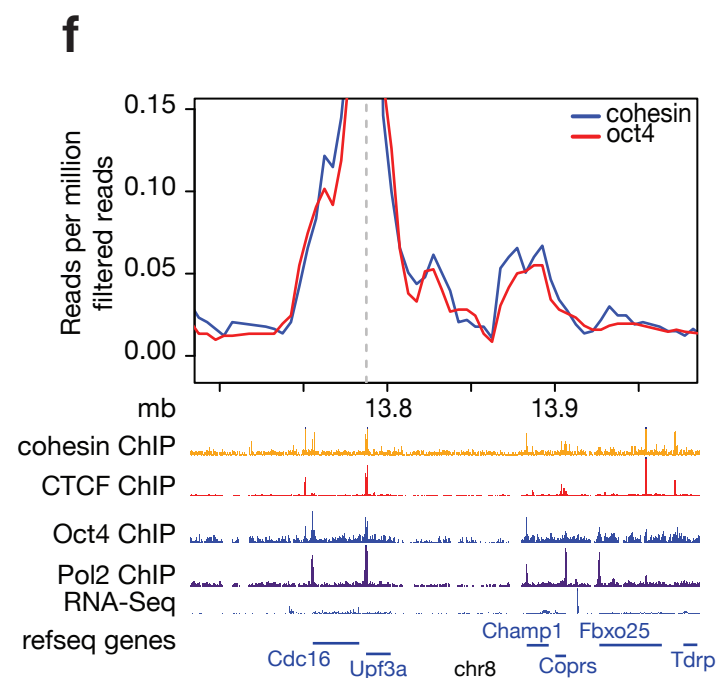 f
Reads per million
filtered reads
0.15
0.10
0.05
0.00
cohesin
oct4
mb
13.8
13.9
cohesin ChIP
CTCF ChIP
Oct4 ChIP
Pol2 ChIP
RNA-Seq
refseq genes
Champ1
Fbxo25
Cdc16
Upf3a
chr8
Coprs
Tdrp